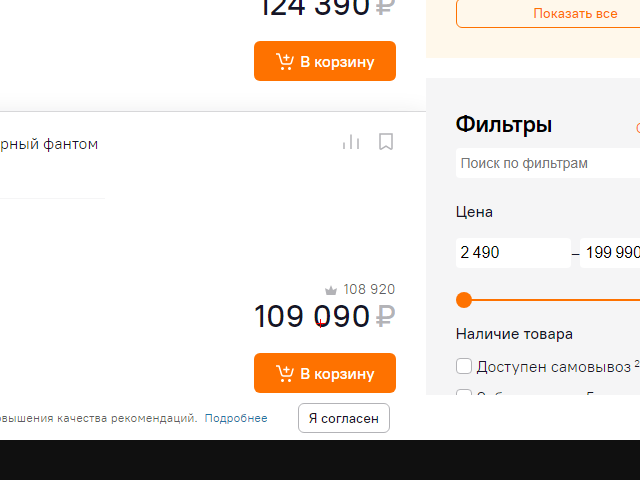 124 390 ₽
В корзину
рный фантом
108 920
109 090 ₽
В корзину
Показать все
Фильтры
Поиск по фильтрам
Цена
2 490 – 199 990
Наличие товара
Доступен самовывоз 2
овышения качества рекомендаций. Подробнее
Я согласен